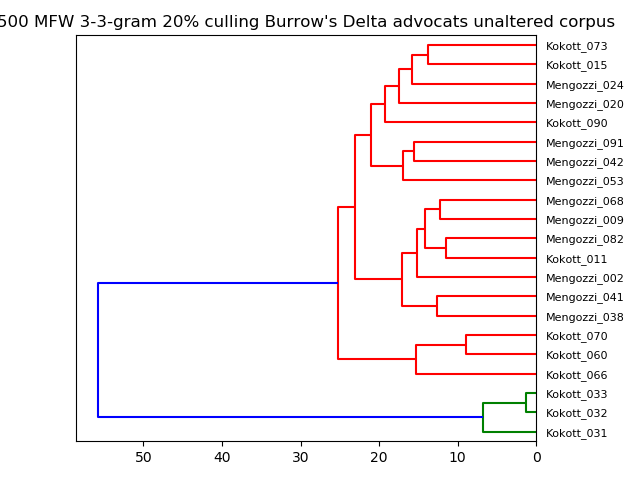 500 MFW 3-3-gram 20% culling Burrow's Delta advocats unaltered corpus
Kokott_073
Kokott_015
Mengozzi_024
Mengozzi_020
Kokott_090
Mengozzi_091
Mengozzi_042
Mengozzi_053
Mengozzi_068
Mengozzi_009
Mengozzi_082
Kokott_011
Mengozzi_002
Mengozzi_041
Mengozzi_038
Kokott_070
Kokott_060
Kokott_066
Kokott_033
Kokott_032
Kokott_031
50 40 30 20 10 0